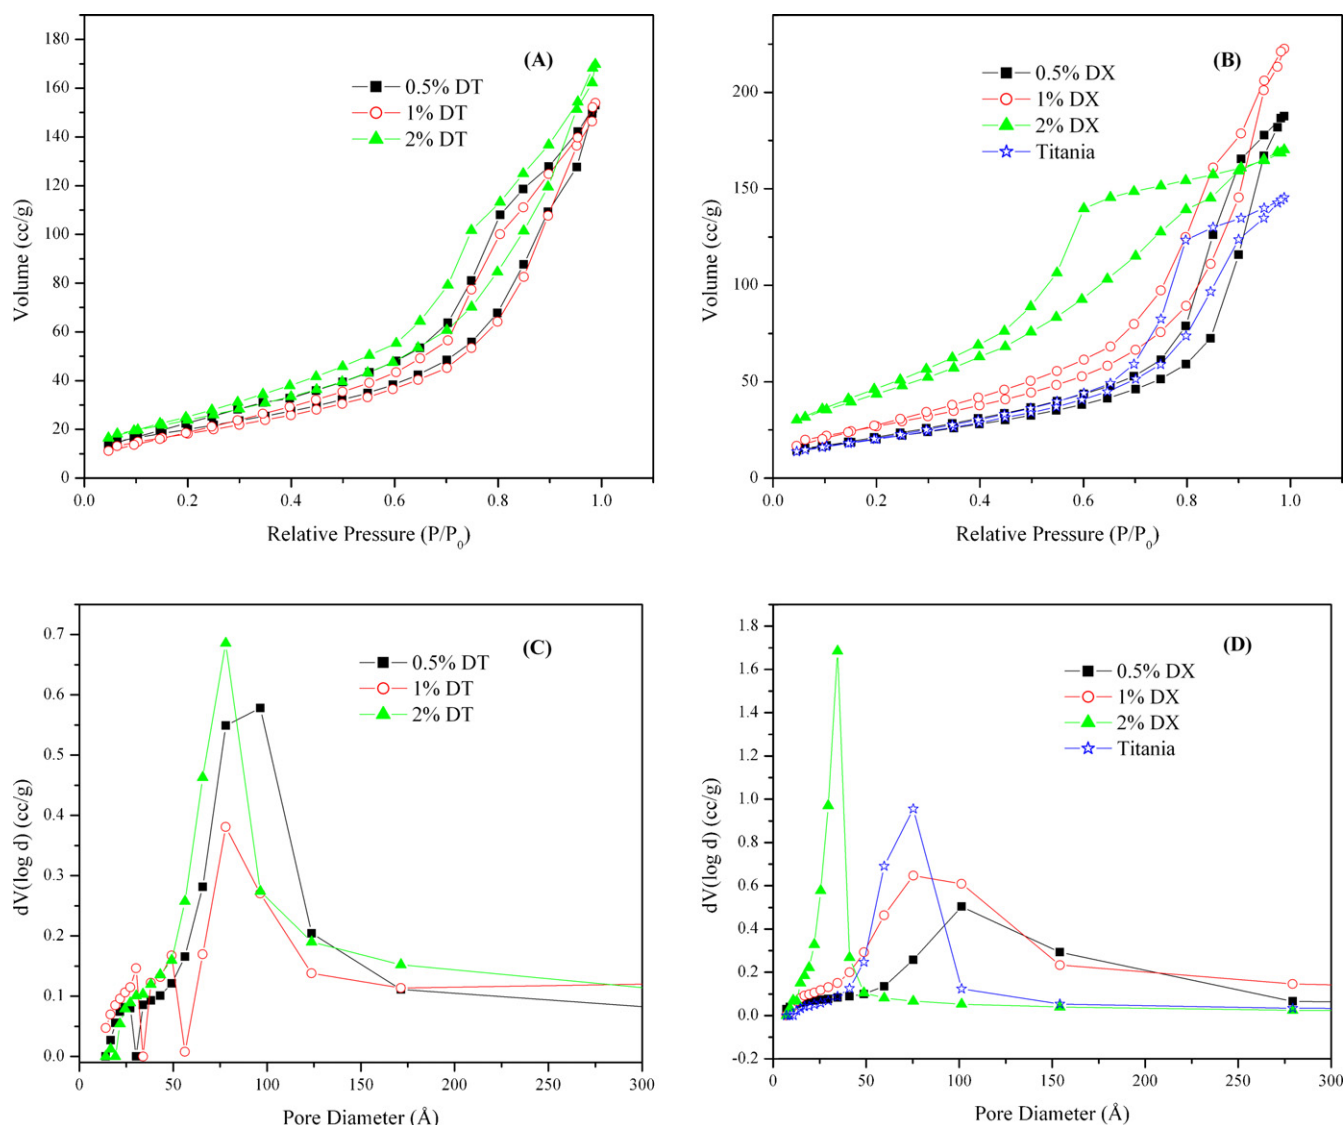 (A)
0.5% DT
1% DT
2% DT
180
160
140
120
100
80
60
40
20
0
Volume (cc/g)
0.0 0.2 0.4 0.6 0.8 1.0
Relative Pressure (P/P0)
(B)
0.5% DX
1% DX
2% DX
Titania
200
150
100
50
0
Volume (cc/g)
0.0 0.2 0.4 0.6 0.8 1.0
Relative Pressure (P/P0)
(C)
0.5% DT
1% DT
2% DT
0.7
0.6
0.5
0.4
0.3
0.2
0.1
0.0
dV(log d) (cc/g)
0 50 100 150 200 250 300
Pore Diameter (Å)
(D)
0.5% DX
1% DX
2% DX
Titania
1.8
1.6
1.4
1.2
1.0
0.8
0.6
0.4
0.2
0.0
-0.2
dV(log d) (cc/g)
0 50 100 150 200 250 300
Pore Diameter (Å)